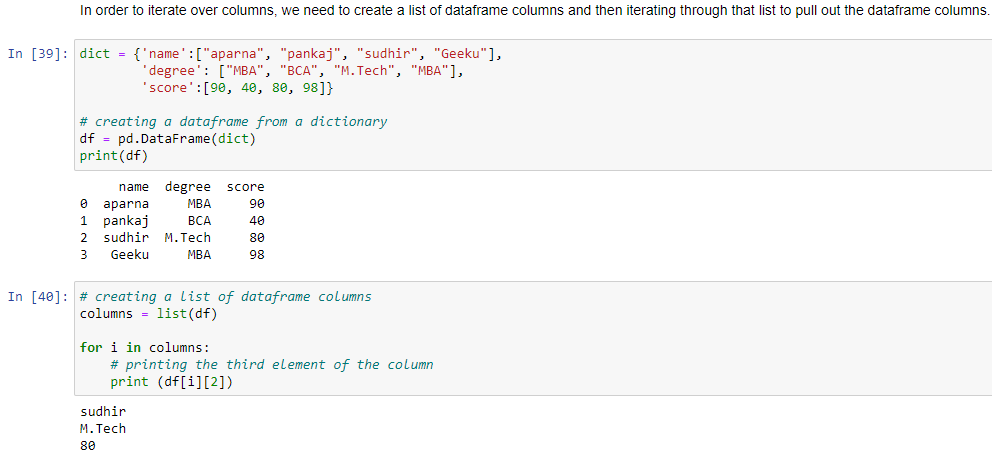 In order to iterate over columns, we need to create a list of dataframe columns and then iterating through that list to pull out the dataframe columns.
In [39]: dict = {'name':["aparna", "pankaj", "sudhir", "Geeku"],
'degree': ["MBA", "BCA", "M.Tech", "MBA"],
'score':[90, 40, 80, 98]}
# creating a dataframe from a dictionary
df = pd.DataFrame(dict)
print(df)
name degree score
0 aparna MBA 90
1 pankaj BCA 40
2 sudhir M.Tech 80
3 Geeku MBA 98
In [40]: # creating a list of dataframe columns
columns = list(df)
for i in columns:
# printing the third element of the column
print (df[i][2])
sudhir
M.Tech
80